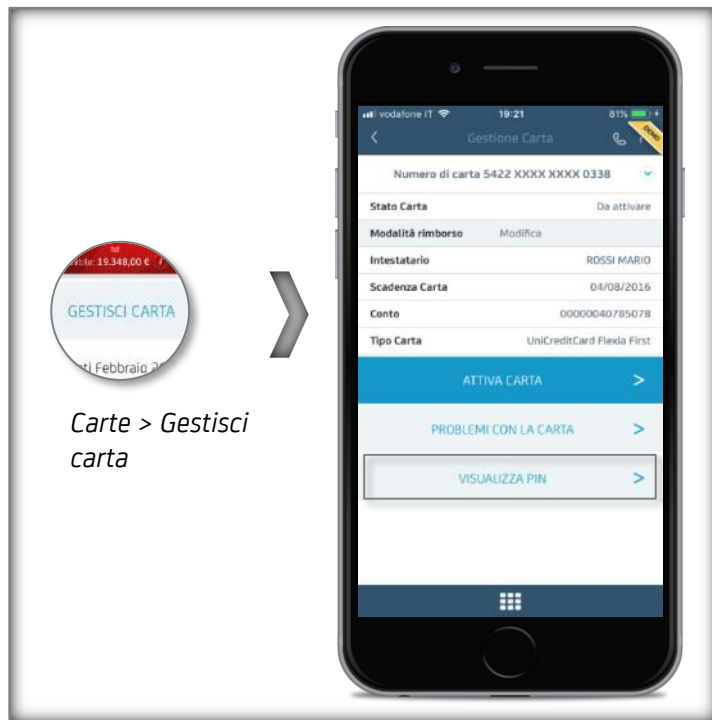 19.348,00 €
GESTISCI CARTA
Febbraio
Carte > Gestisci
carta
vodafone IT 19:21 81%
DEMO
< Gestione Carta
Numero di carta 5422 XXXX XXXX 0338
Stato Carta Da attivare
Modalità rimborso Modifica
Intestatario ROSSI MARIO
Scadenza Carta 04/08/2016
Conto 00000040785078
Tipo Carta UniCreditCard Flexia First
ATTIVA CARTA >
PROBLEMI CON LA CARTA >
VISUALIZZA PIN >